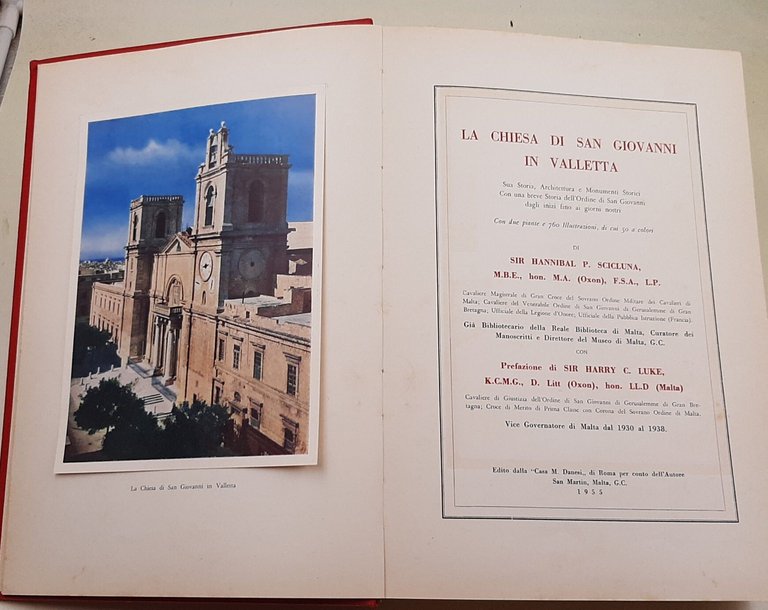 La Chiesa di San Giovanni in Valletta
LA CHIESA DI SAN GIOVANNI
IN VALLETTA
Sua Storia, Architettura e Monumenti Storici
Con una breve Storia dell'Ordine di San Giovanni
dagli inizi fino ai giorni nostri
Con due piante e 760 Illustrazioni, di cui 50 a colori
DI
SIR HANNIBAL P. SCICLUNA,
M.B.E., hon. M.A. (Oxon), F.S.A., L.P.
Cavaliere Magistrale di Gran Croce del Sovrano Ordine Militare dei Cavalieri di
Malta; Cavaliere del Venerabile Ordine di San Giovanni di Gerusalemme di Gran
Bretagna; Ufficiale della Legione d'Onore; Ufficiale della Pubblica Istruzione (Francia).
Già Bibliotecario della Reale Biblioteca di Malta, Curatore dei
Manoscritti e Direttore del Museo di Malta, G.C.
CON
Prefazione di SIR HARRY C. LUKE,
K.C.M.G., D. Litt (Oxon), hon. LL.D (Malta)
Cavaliere di Giustizia dell'Ordine di San Giovanni di Gerusalemme di Gran Bre-
tagna; Croce di Merito di Prima Classe con Corona del Sovrano Ordine di Malta.
Vice Governatore di Malta dal 1930 al 1938.
Edito dalla "Casa M. Danesi„ di Roma per conto dell'Autore
San Martin, Malta, G.C.
1955